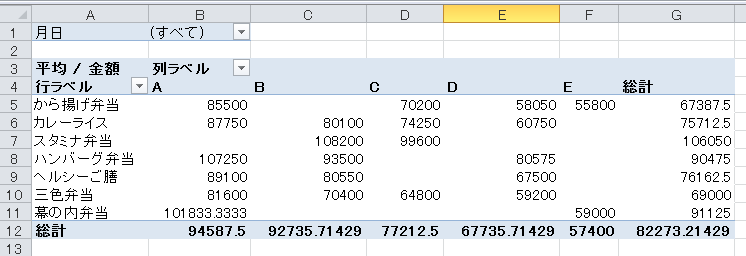 A B C D E F G
1 月日 (すべて)
2
3 平均 / 金額 列ラベル
4 行ラベル A B C D E 総計
5 から揚げ弁当 85500 70200 58050 55800 67387.5
6 カレーライス 87750 80100 74250 60750 75712.5
7 スタミナ弁当 108200 99600 106050
8 ハンバーグ弁当 107250 93500 80575 90475
9 ヘルシーご膳 89100 80550 67500 76162.5
10 三色弁当 81600 70400 64800 59200 69000
11 幕の内弁当 101833.3333 59000 91125
12 総計 94587.5 92735.71429 77212.5 67735.71429 57400 82273.21429
13